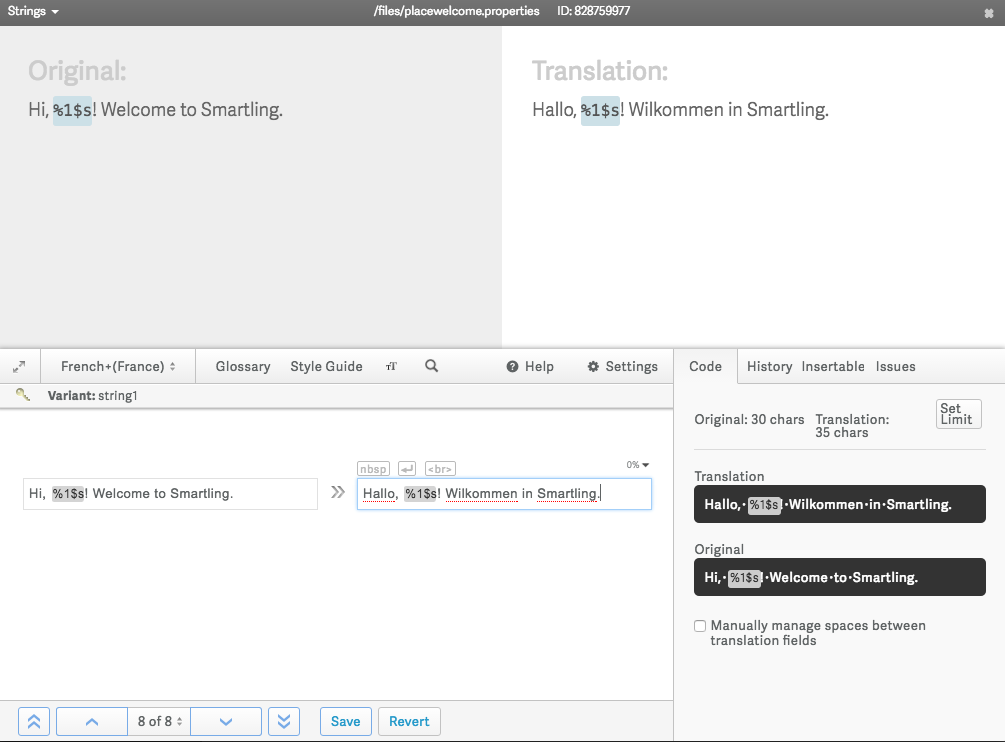 Strings /files/placewelcome.properties ID: 828759977
Original:
Hi, %1$s! Welcome to Smartling.
Translation:
Hallo, %1$s! Wilkommen in Smartling.
French+(France) Glossary Style Guide тT Help Settings
Variant: string1
nbsp <br> 0%
Hi, %1$s! Welcome to Smartling.
Hallo, %1$s! Wilkommen in Smartling.
8 of 8 Save Revert
Code History Insertable Issues
Original: 30 chars Translation: 35 chars
Set Limit
Translation
Hallo,·%1$s!·Wilkommen·in·Smartling.
Original
Hi,·%1$s!·Welcome·to·Smartling.
Manually manage spaces between
translation fields